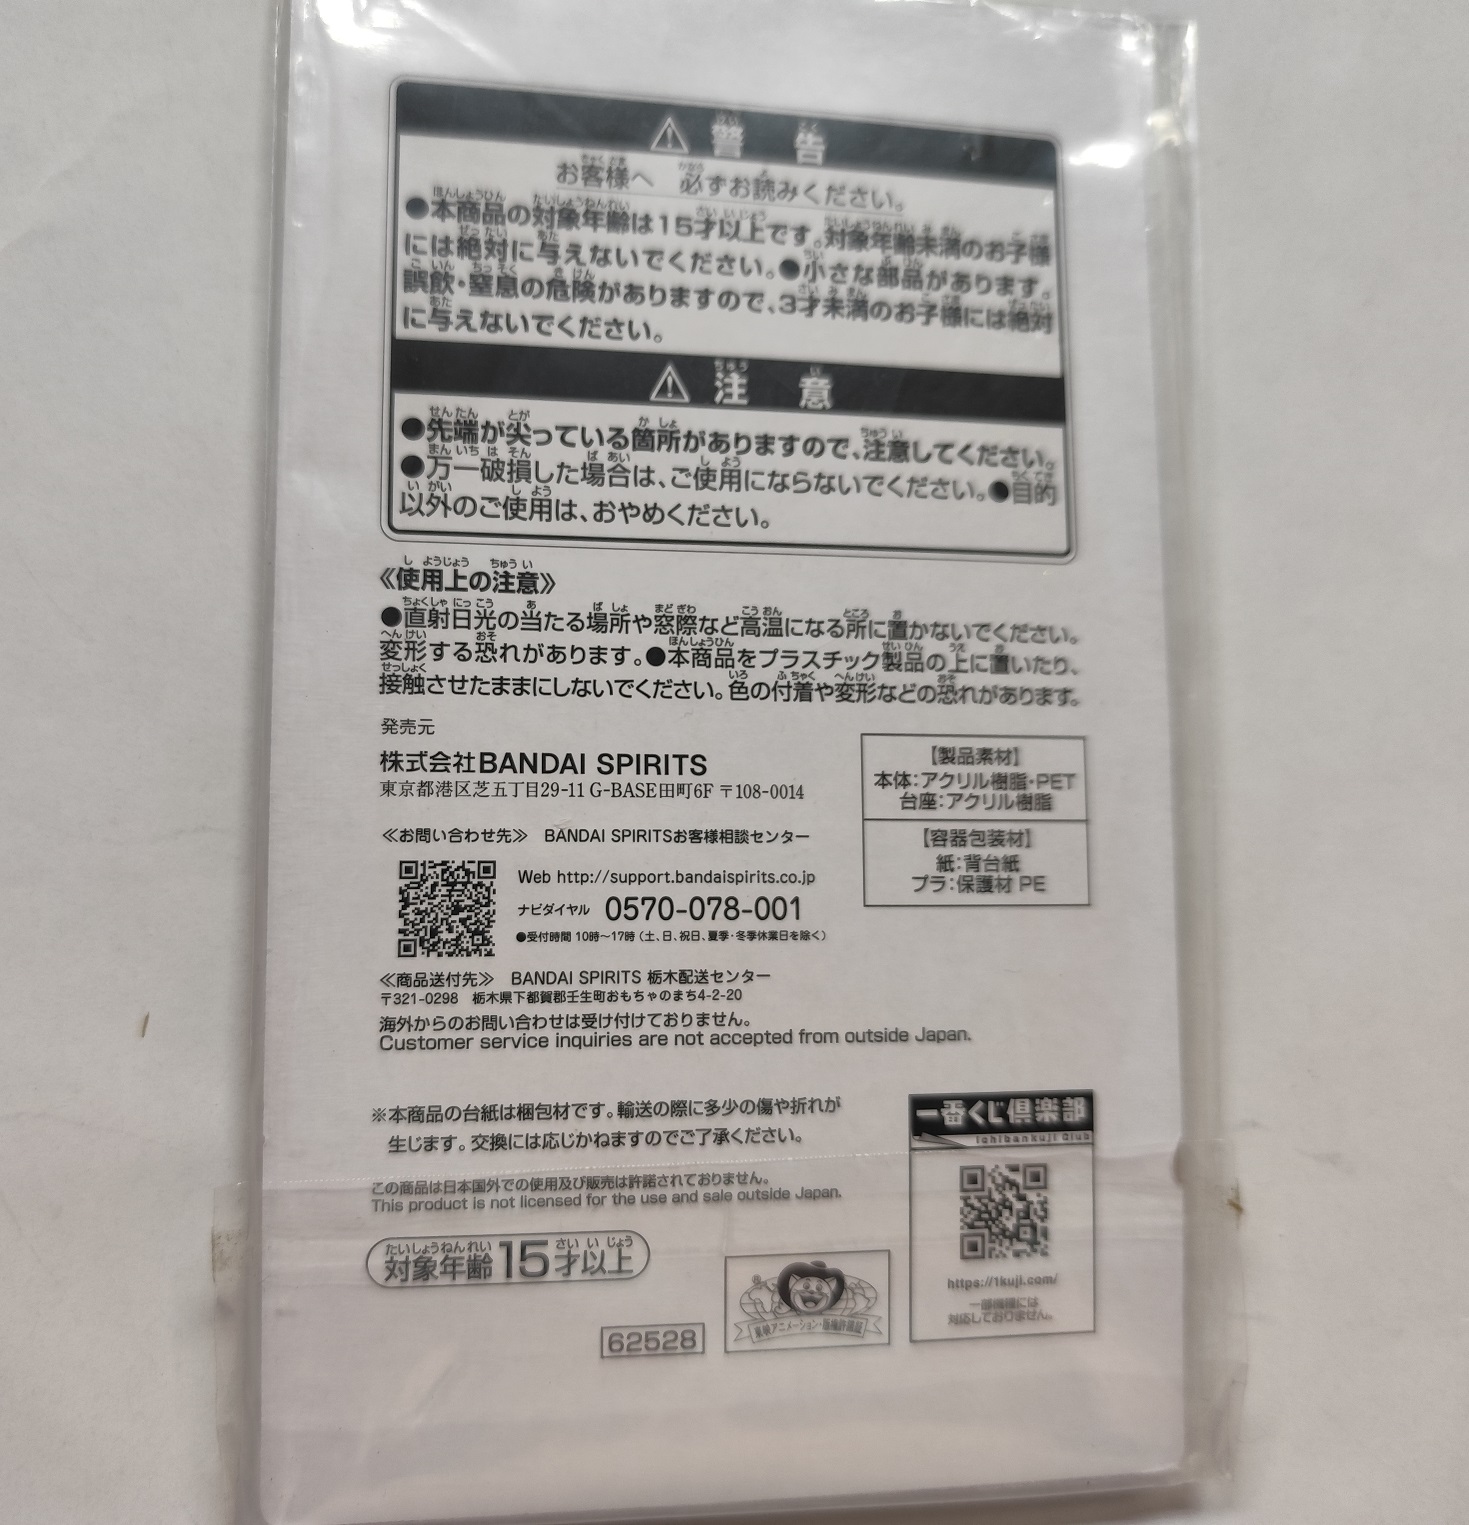 警告
お客様へ 必ずお読みください。
●本商品の対象年齢は15才以上です。対象年齢未満のお子様
には絶対に与えないでください。●小さな部品があります。
誤飲・窒息の危険がありますので、3才未満のお子様には絶対
に与えないでください。
注意
●先端が尖っている箇所がありますので、注意してください。
●万一破損した場合は、ご使用にならないでください。●目的
以外のご使用は、おやめください。
《使用上の注意》
●直射日光の当たる場所や窓際など高温になる所に置かないでください。
変形する恐れがあります。●本商品をプラスチック製品の上に置いたり、
接触させたままにしないでください。色の付着や変形などの恐れがあります。
発売元
株式会社BANDAI SPIRITS
東京都港区芝五丁目29-11 G-BASE田町6F 〒108-0014
【製品素材】
本体:アクリル樹脂・PET
台座:アクリル樹脂
【容器包装材】
紙:背台紙
プラ:保護材 PE
≪お問い合わせ先≫ BANDAI SPIRITSお客様相談センター
Web http://support.bandaispirits.co.jp
ナビダイヤル 0570-078-001
●受付時間 10時〜17時(土、日、祝日、夏季・冬季休業日を除く)
≪商品送付先≫ BANDAI SPIRITS 栃木配送センター
〒321-0298 栃木県下都賀郡壬生町おもちゃのまち4-2-20
海外からのお問い合わせは受け付けておりません。
Customer service inquiries are not accepted from outside Japan.
※本商品の台紙は梱包材です。輸送の際に多少の傷や折れが
生じます。交換には応じかねますのでご了承ください。
この商品は日本国外での使用及び販売は許諾されておりません。
This product is not licensed for the use and sale outside Japan.
対象年齢15才以上
62528
東映アニメーション・版権許諾証
一番くじ倶楽部
Ichibankuji Club
https://1kuji.com/
一部機種には
対応しておりません。